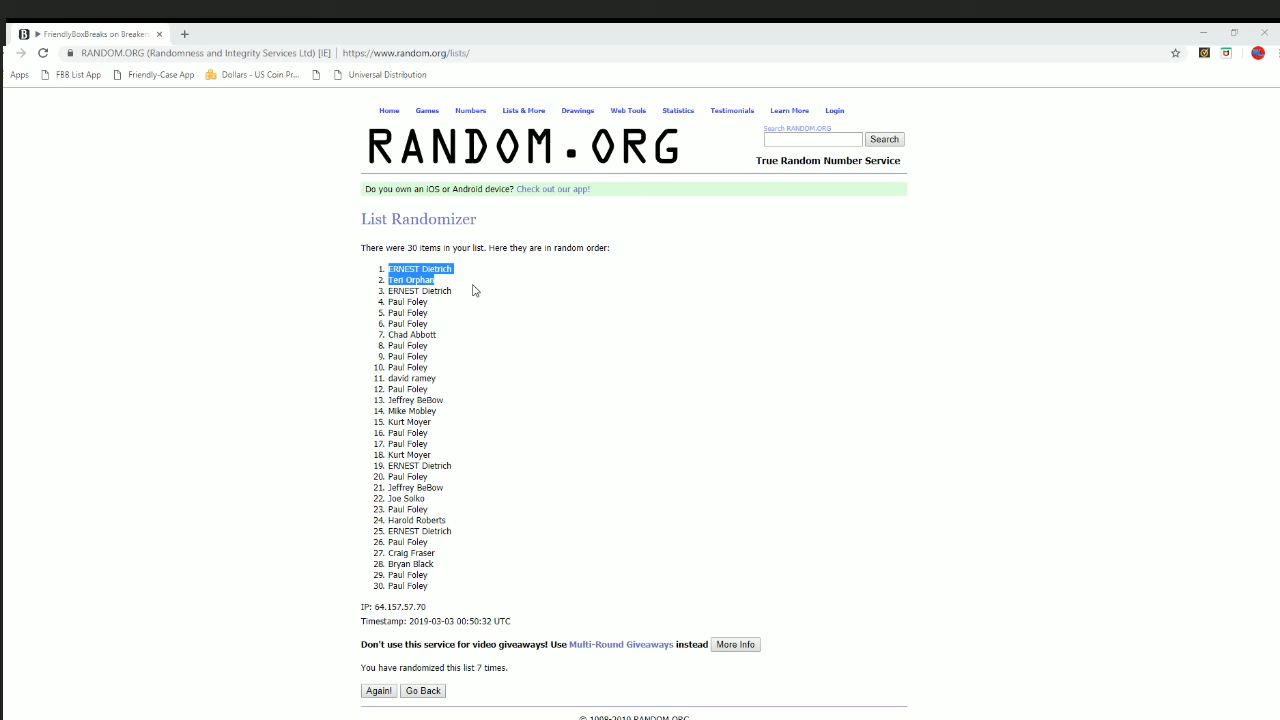 FriendlyBoxBreaks on Breakers
RANDOM.ORG (Randomness and Integrity Services Ltd) [IE] https://www.random.org/lists/
Apps FBB List App Friendly-Case App Dollars - US Coin Pr... Universal Distribution
Home Games Numbers Lists & More Drawings Web Tools Statistics Testimonials Learn More Login
Search RANDOM.ORG
RANDOM.ORG
Search
True Random Number Service
Do you own an iOS or Android device? Check out our app!
List Randomizer
There were 30 items in your list. Here they are in random order:
1. ERNEST Dietrich
2. Teri Orphan
3. ERNEST Dietrich
4. Paul Foley
5. Paul Foley
6. Paul Foley
7. Chad Abbott
8. Paul Foley
9. Paul Foley
10. Paul Foley
11. david ramey
12. Paul Foley
13. Jeffrey BeBow
14. Mike Mobley
15. Kurt Moyer
16. Paul Foley
17. Paul Foley
18. Kurt Moyer
19. ERNEST Dietrich
20. Paul Foley
21. Jeffrey BeBow
22. Joe Solko
23. Paul Foley
24. Harold Roberts
25. ERNEST Dietrich
26. Paul Foley
27. Craig Fraser
28. Bryan Black
29. Paul Foley
30. Paul Foley
IP: 64.157.57.70
Timestamp: 2019-03-03 00:50:32 UTC
Don't use this service for video giveaways! Use Multi-Round Giveaways instead More Info
You have randomized this list 7 times.
Again! Go Back
© 1998-2019 RANDOM.ORG